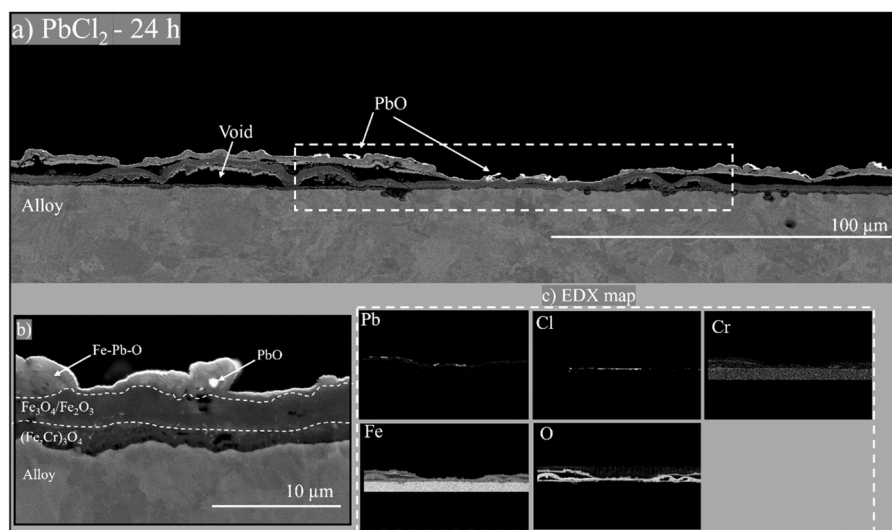 a) PbCl₂ - 24 h
PbO
Void
Alloy
100 µm
b)
Fe-Pb-O
PbO
Fe₃O₄/Fe₂O₃
(Fe,Cr)₃O₄
Alloy
10 µm
c) EDX map
Pb
Cl
Cr
Fe
O